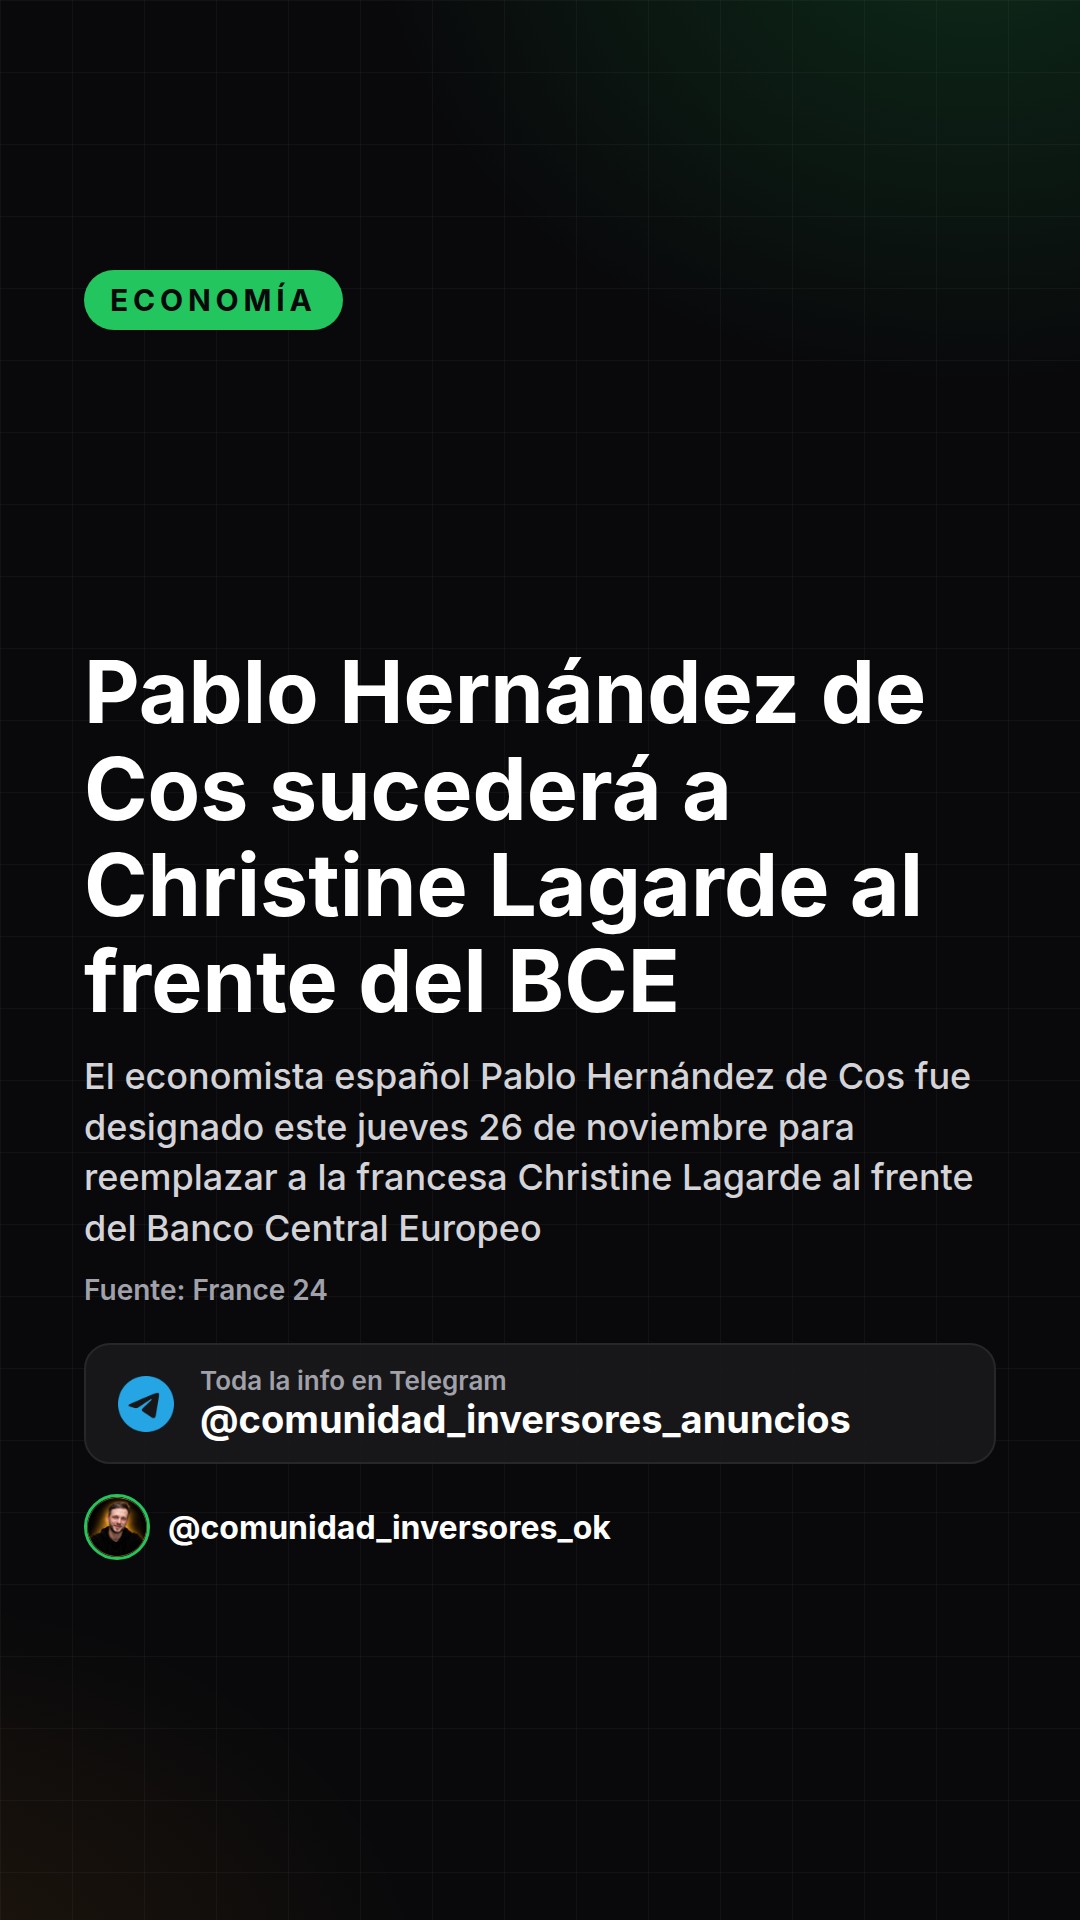 ECONOMÍA
Pablo Hernández de
Cos sucederá a
Christine Lagarde al
frente del BCE
El economista español Pablo Hernández de Cos fue
designado este jueves 26 de noviembre para
reemplazar a la francesa Christine Lagarde al frente
del Banco Central Europeo
Fuente: France 24
Toda la info en Telegram
@comunidad_inversores_anuncios
@comunidad_inversores_ok